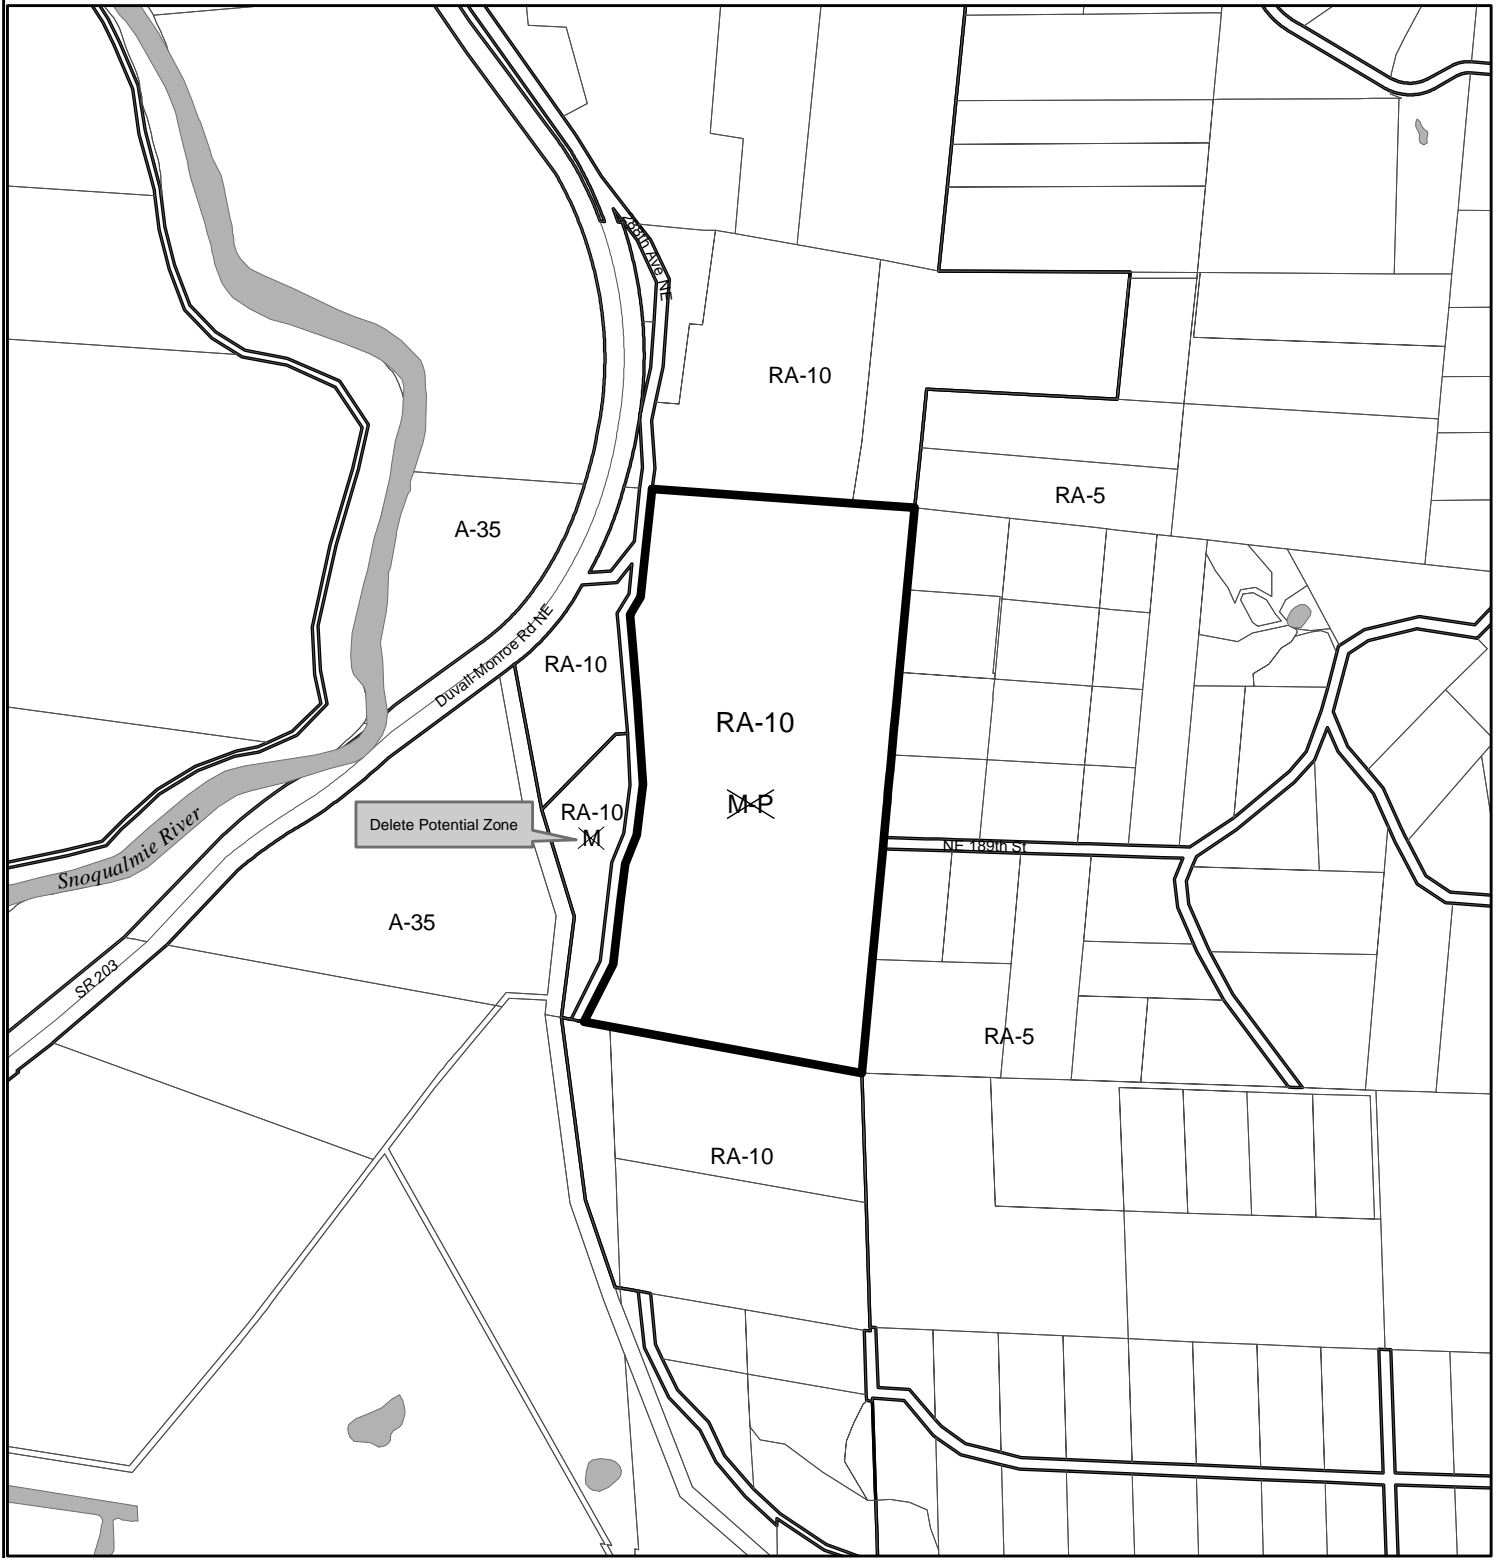 288th Ave NE
RA-10
RA-5
A-35
Duvall-Monroe Rd NE
RA-10
RA-10
M-P
RA-10
M
Delete Potential Zone
Snoqualmie River
NE 189th St
A-35
SR 203
RA-5
RA-10